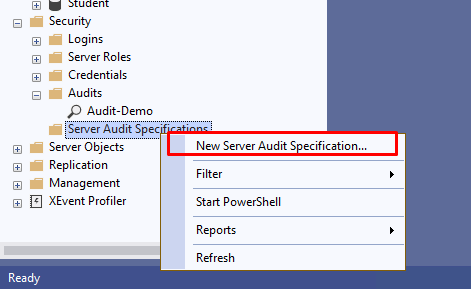 Student
Security
Logins
Server Roles
Credentials
Audits
Audit-Demo
Server Audit Specifications
New Server Audit Specification...
Server Objects
Filter
Replication
Management
Start PowerShell
XEvent Profiler
Reports
Refresh
Ready